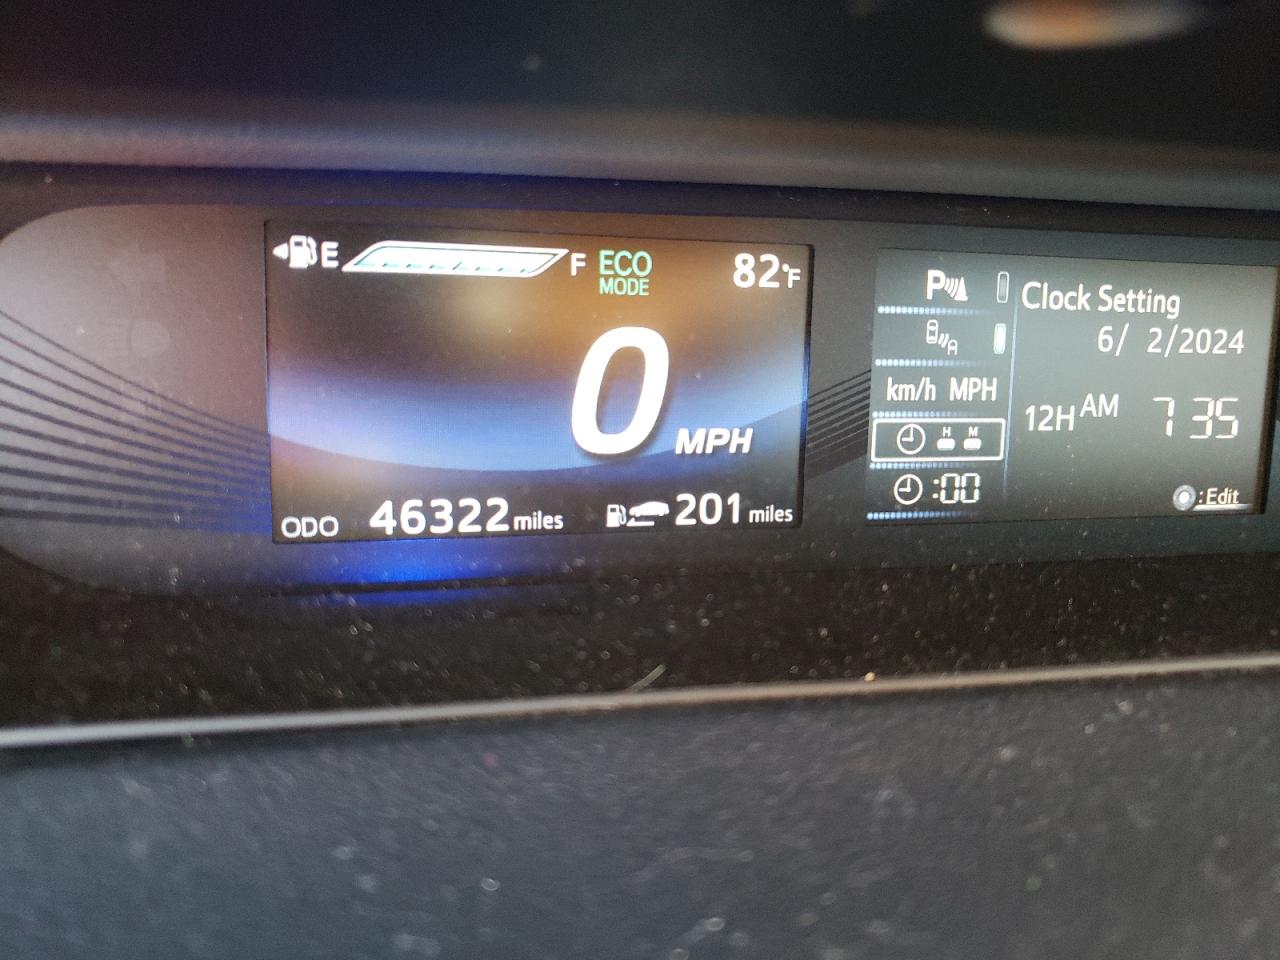 E F ECO
MODE
82°F
0 MPH
ODO 46322 miles 201 miles
P
A
km/h MPH
H M
:00
Clock Setting
6/ 2/2024
12H AM 7 35
:Edit